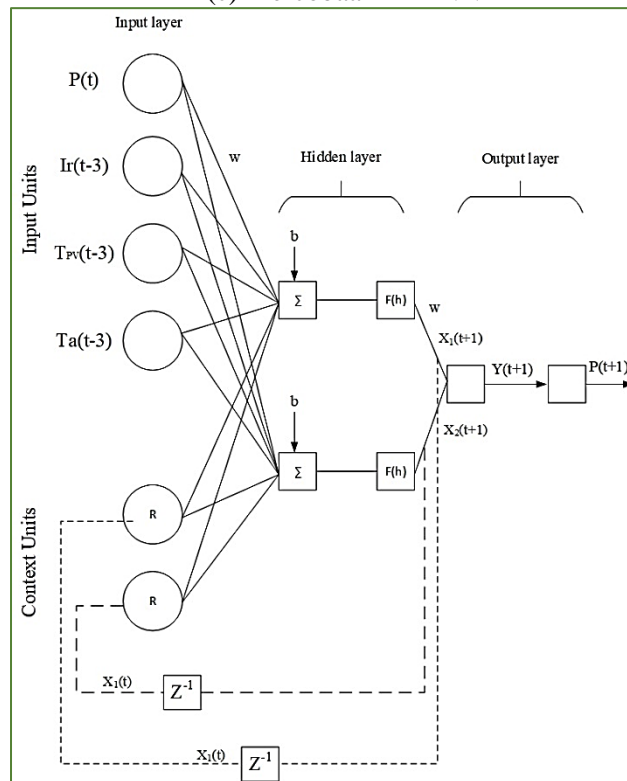 Input layer
P(t)
Ir(t-3)
TPV(t-3)
Ta(t-3)
Input Units
Context Units
R
R
w
Hidden layer
b
Σ
F(h)
b
Σ
F(h)
Output layer
w
X1(t+1)
X2(t+1)
Y(t+1)
P(t+1)
X1(t)
Z-1
X1(t)
Z-1